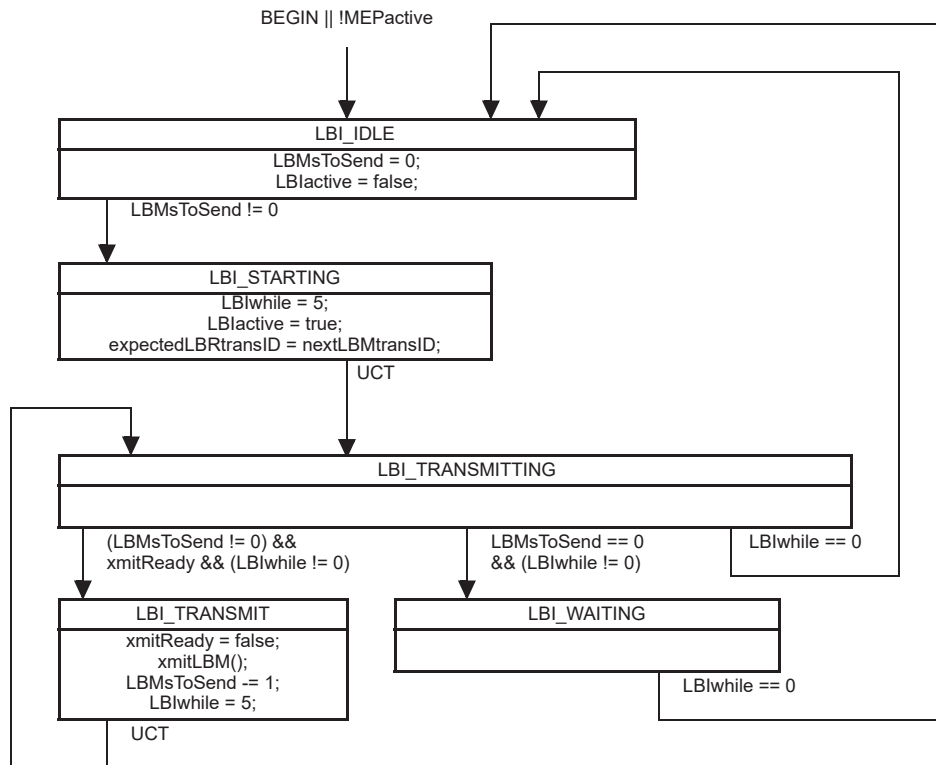 BEGIN || !MEPactive
LBI_IDLE
LBMsToSend = 0;
LBIactive = false;
LBMsToSend != 0
LBI_STARTING
LBIwhile = 5;
LBIactive = true;
expectedLBRtransID = nextLBMtransID;
UCT
LBI_TRANSMITTING
(LBMsToSend != 0) &&
xmitReady && (LBIwhile != 0)
LBMsToSend == 0
&& (LBIwhile != 0)
LBIwhile == 0
LBI_TRANSMIT
xmitReady = false;
xmitLBM();
LBMsToSend -= 1;
LBIwhile = 5;
UCT
LBI_WAITING
LBIwhile == 0